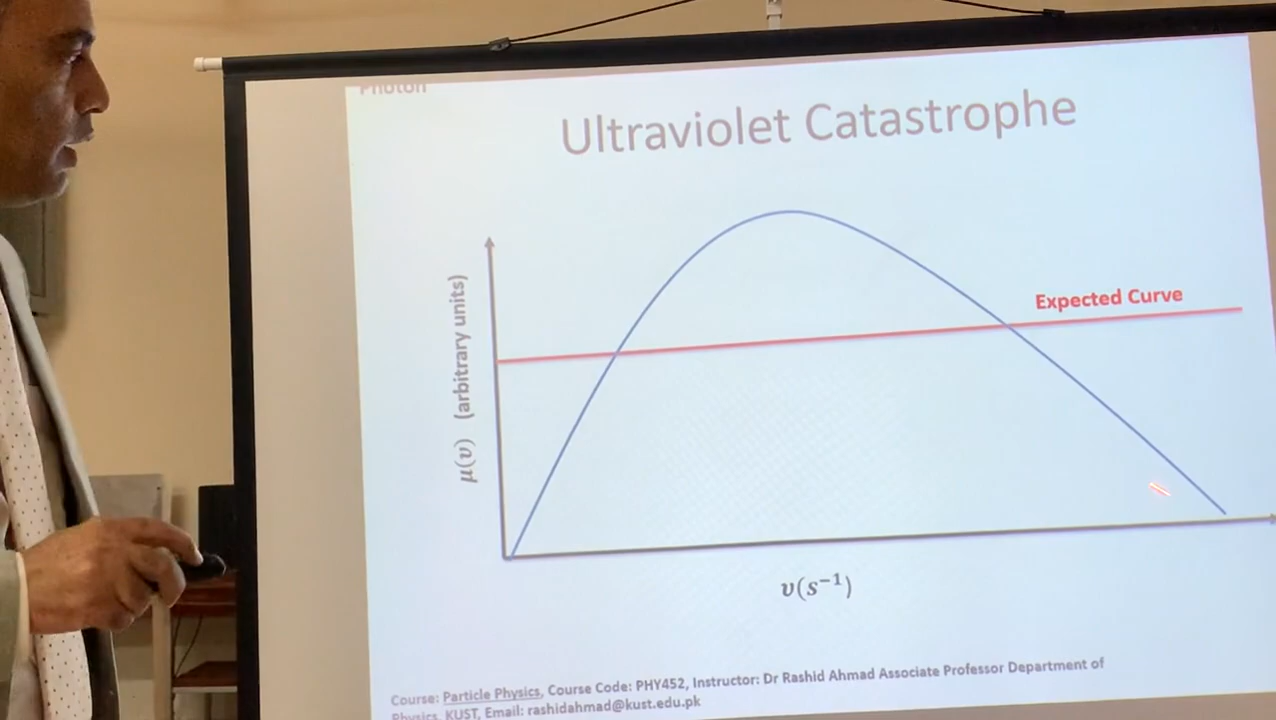 Photon
Ultraviolet Catastrophe
μ(υ) (arbitrary units)
Expected Curve
υ(s⁻¹)
Course: Particle Physics, Course Code: PHY452, Instructor: Dr Rashid Ahmad Associate Professor Department of
Physics, KUST, Email: rashidahmad@kust.edu.pk